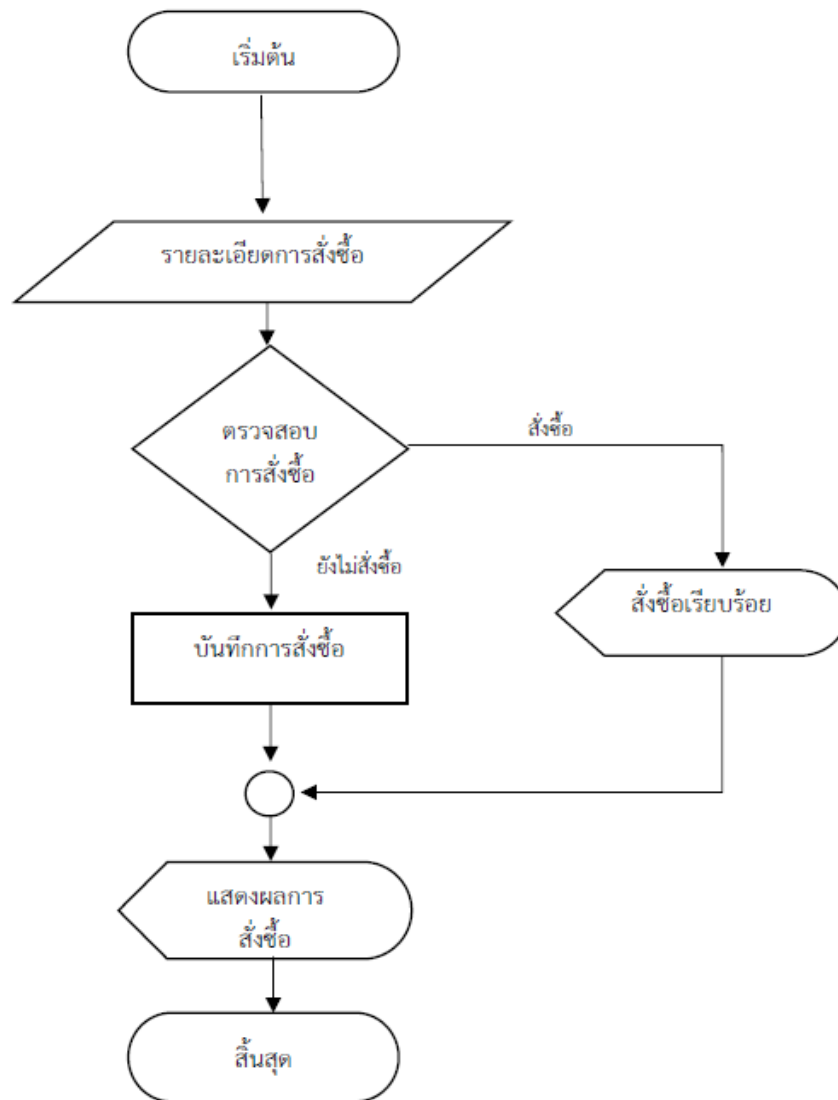 เริ่มต้น
รายละเอียดการสั่งซื้อ
ตรวจสอบ
การสั่งซื้อ
สั่งซื้อ
ยังไม่สั่งซื้อ
สั่งซื้อเรียบร้อย
บันทึกการสั่งซื้อ
แสดงผลการ
สั่งซื้อ
สิ้นสุด